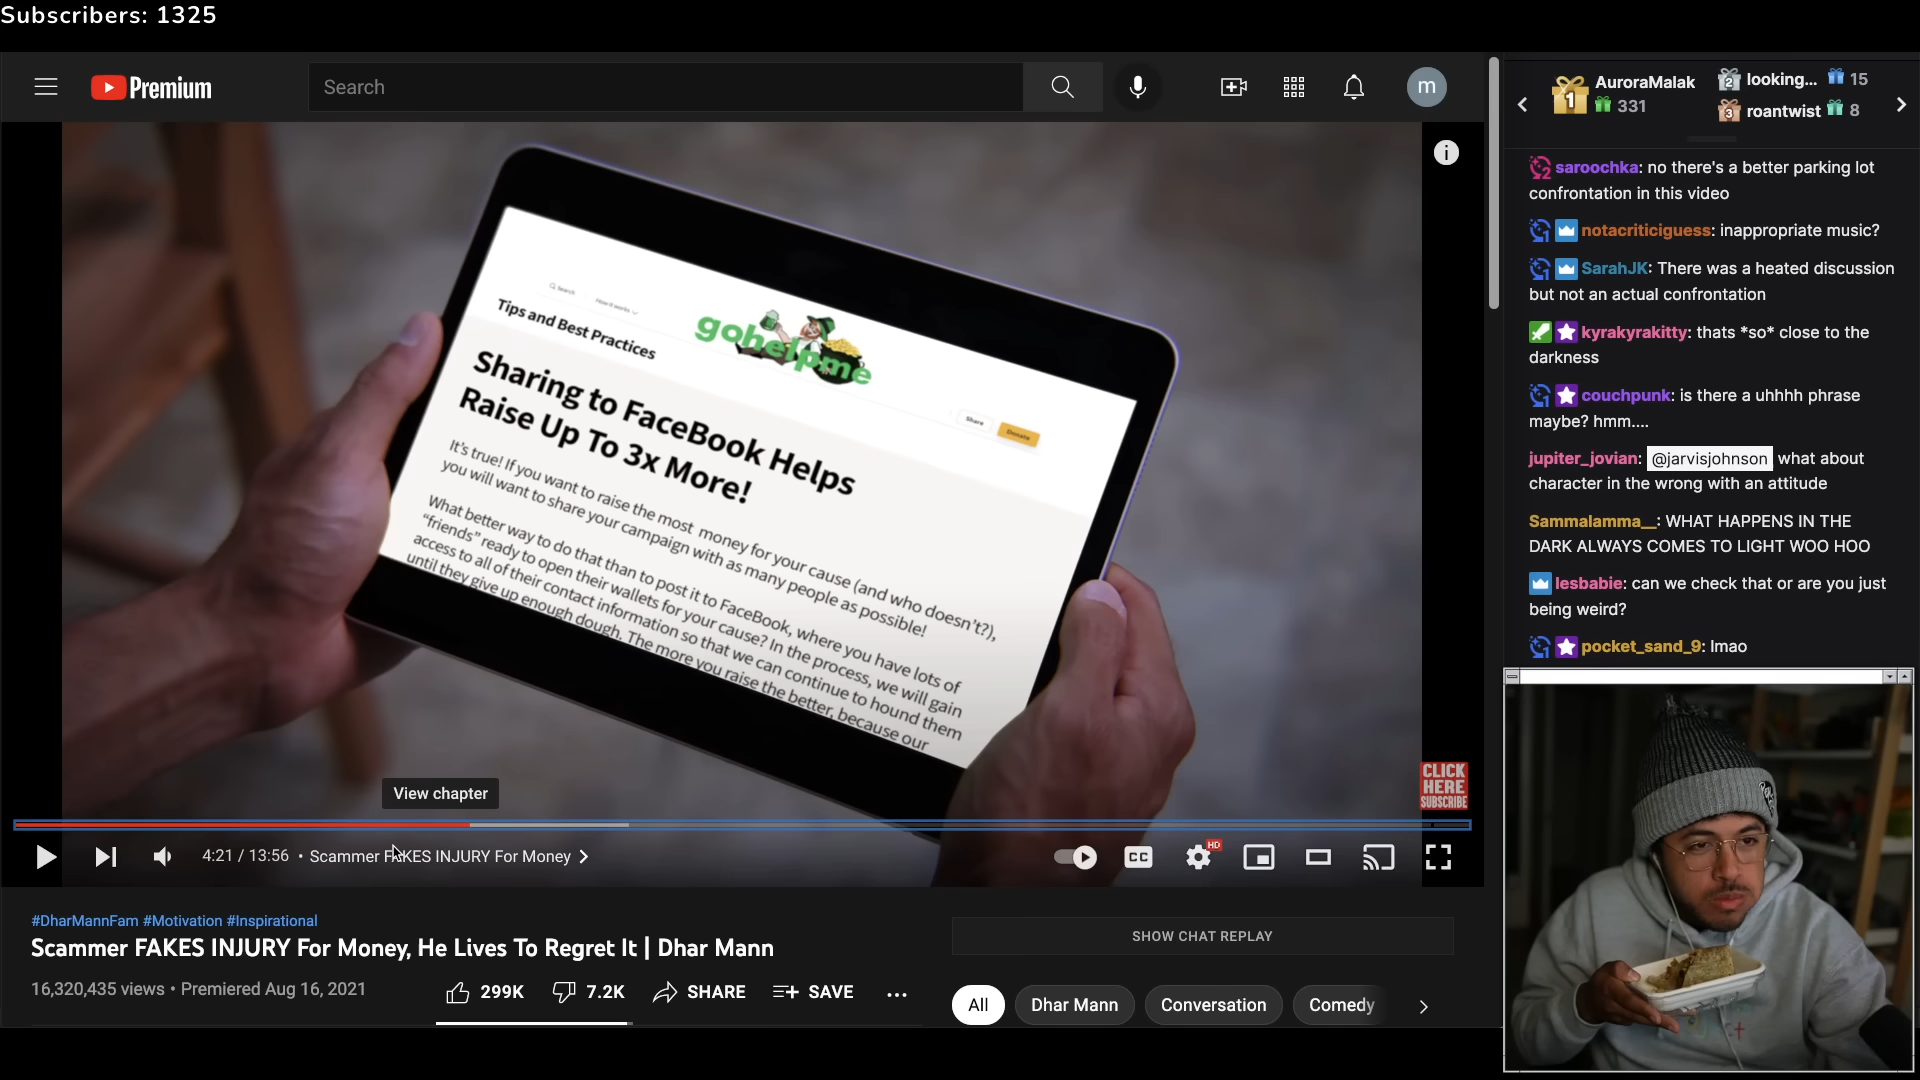 Subscribers: 1325
Premium
Search
m
i
Search
How it works
gohelpme
Tips and Best Practices
Share
Donate
Sharing to FaceBook Helps
Raise Up To 3x More!
It's true! If you want to raise the most money for your cause (and who doesn't?),
you will want to share your campaign with as many people as possible!
What better way to do that than to post it to FaceBook, where you have lots of
"friends" ready to open their wallets for your cause? In the process, we will gain
access to all of their contact information so that we can continue to hound them
until they give up enough dough. The more you raise the better, because our
CLICK
HERE
SUBSCRIBE
View chapter
4:21 / 13:56 • Scammer FAKES INJURY For Money
CC
HD
#DharMannFam #Motivation #Inspirational
Scammer FAKES INJURY For Money, He Lives To Regret It | Dhar Mann
16,320,435 views • Premiered Aug 16, 2021
299K
7.2K
SHARE
SAVE
SHOW CHAT REPLAY
All
Dhar Mann
Conversation
Comedy
1
AuroraMalak
331
2
looking...
15
3
roantwist
8
2
saroochka: no there's a better parking lot
confrontation in this video
notacriticiguess: inappropriate music?
SarahJK: There was a heated discussion
but not an actual confrontation
kyrakyrakitty: thats *so* close to the
darkness
couchpunk: is there a uhhhh phrase
maybe? hmm....
jupiter_jovian: @jarvisjohnson what about
character in the wrong with an attitude
Sammalamma__: WHAT HAPPENS IN THE
DARK ALWAYS COMES TO LIGHT WOO HOO
lesbabie: can we check that or are you just
being weird?
pocket_sand_9: lmao